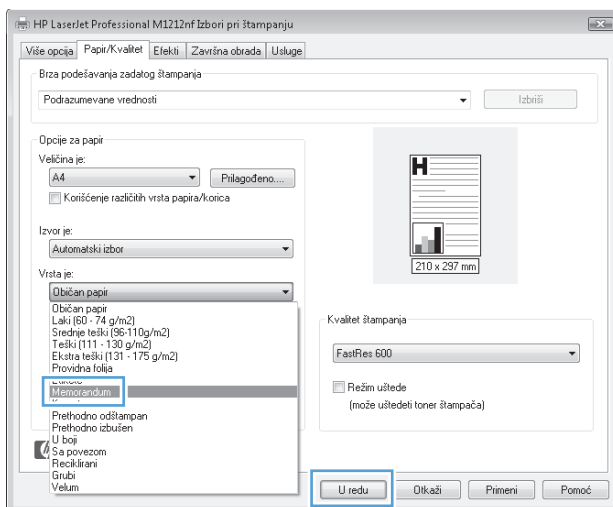 HP LaserJet Professional M1212nf Izbori pri štampanju
Više opcija Papir/Kvalitet Efekti Završna obrada Usluge
Brza podešavanja zadatog štampanja
Podrazumevane vrednosti Izbriši
Opcije za papir
Veličina je:
A4 Prilagođeno....
Korišćenje različitih vrsta papira/korica
Izvor je:
Automatski izbor
Vrsta je:
Običan papir
Običan papir
Laki (60 - 74 g/m2)
Srednje teški (96-110g/m2)
Teški (111 - 130 g/m2)
Ekstra teški (131 - 175 g/m2)
Providna folija
Memorandum
Prethodno odštampan
Prethodno izbušen
U boji
Sa povezom
Reciklirani
Grubi
Velum
H
210 x 297 mm
Kvalitet štampanja
FastRes 600
Režim uštede
(može uštedeti toner štampača)
U redu Otkaži Primeni Pomoć